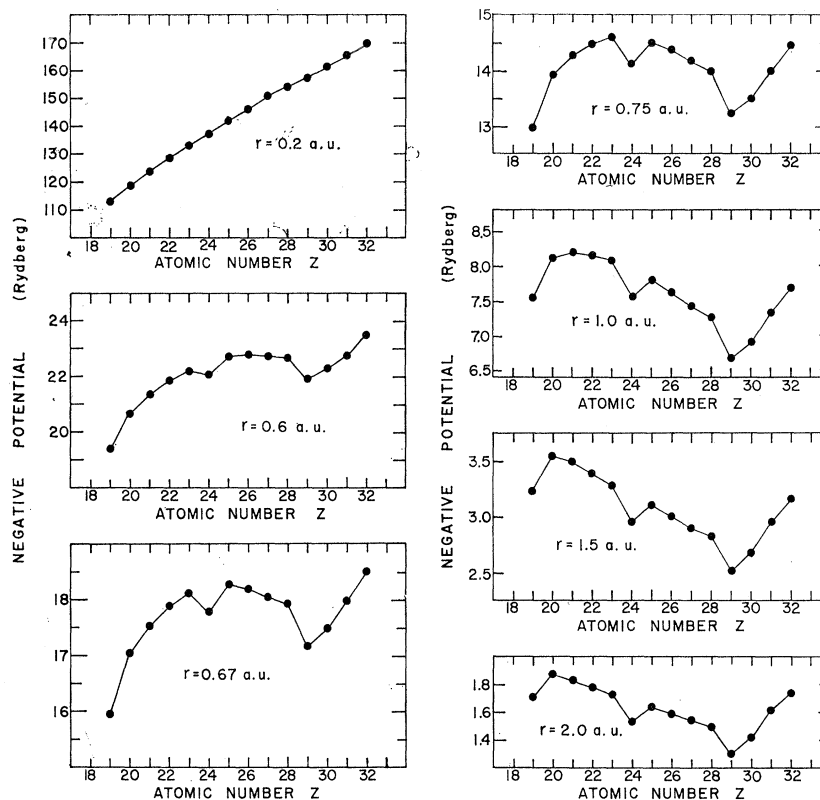 NEGATIVE POTENTIAL (Rydberg)
170
160
150
140
130
120
110
r = 0.2 a.u.
18 20 22 24 26 28 30 32
ATOMIC NUMBER Z
24
22
20
r = 0.6 a.u.
18 20 22 24 26 28 30 32
ATOMIC NUMBER Z
18
17
16
r = 0.67 a.u.
18 20 22 24 26 28 30 32
ATOMIC NUMBER Z
NEGATIVE POTENTIAL (Rydberg)
15
14
13
r = 0.75 a.u.
18 20 22 24 26 28 30 32
ATOMIC NUMBER Z
8.5
8.0
7.5
7.0
6.5
r = 1.0 a.u.
18 20 22 24 26 28 30 32
ATOMIC NUMBER Z
3.5
3.0
2.5
r = 1.5 a.u.
18 20 22 24 26 28 30 32
ATOMIC NUMBER Z
1.8
1.6
1.4
r = 2.0 a.u.
18 20 22 24 26 28 30 32
ATOMIC NUMBER Z